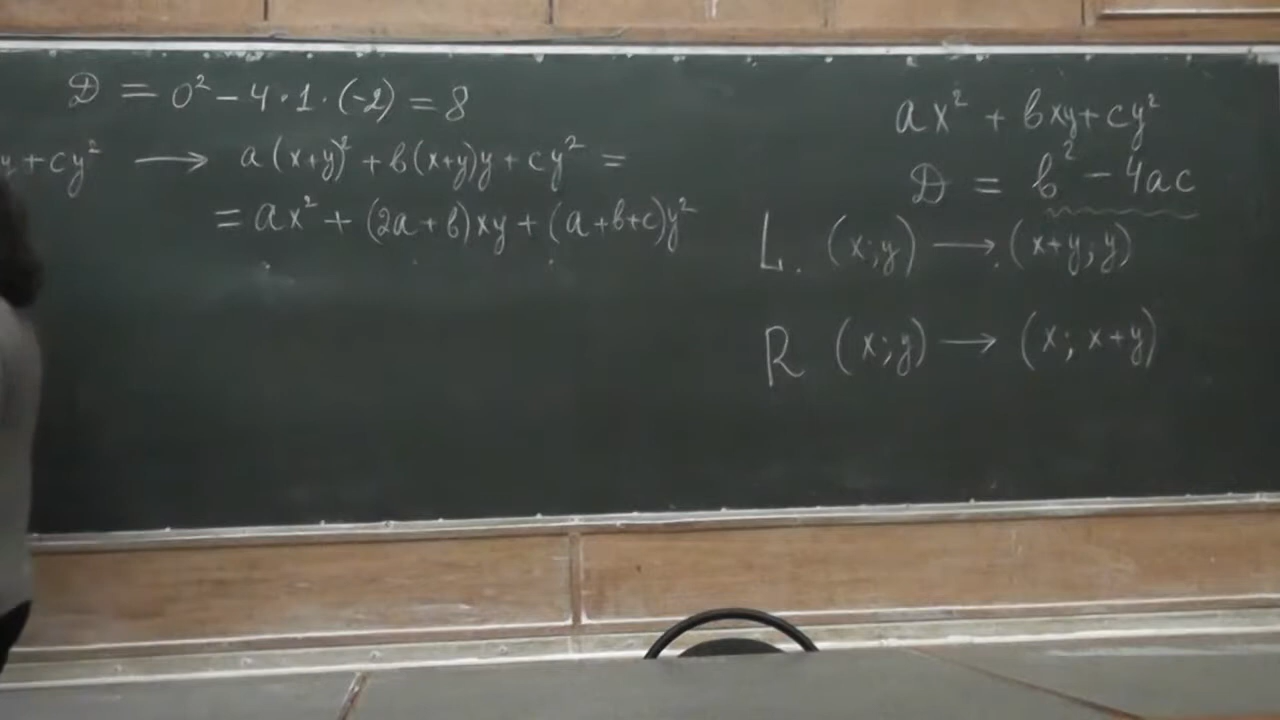 D = 0² - 4·1·(-2) = 8
y + cy² → a(x+y)² + b(x+y)y + cy² =
= ax² + (2a+b)xy + (a+b+c)y²
ax² + bxy + cy²
D = b² - 4ac
L. (x;y) → (x+y; y)
R (x;y) → (x; x+y)